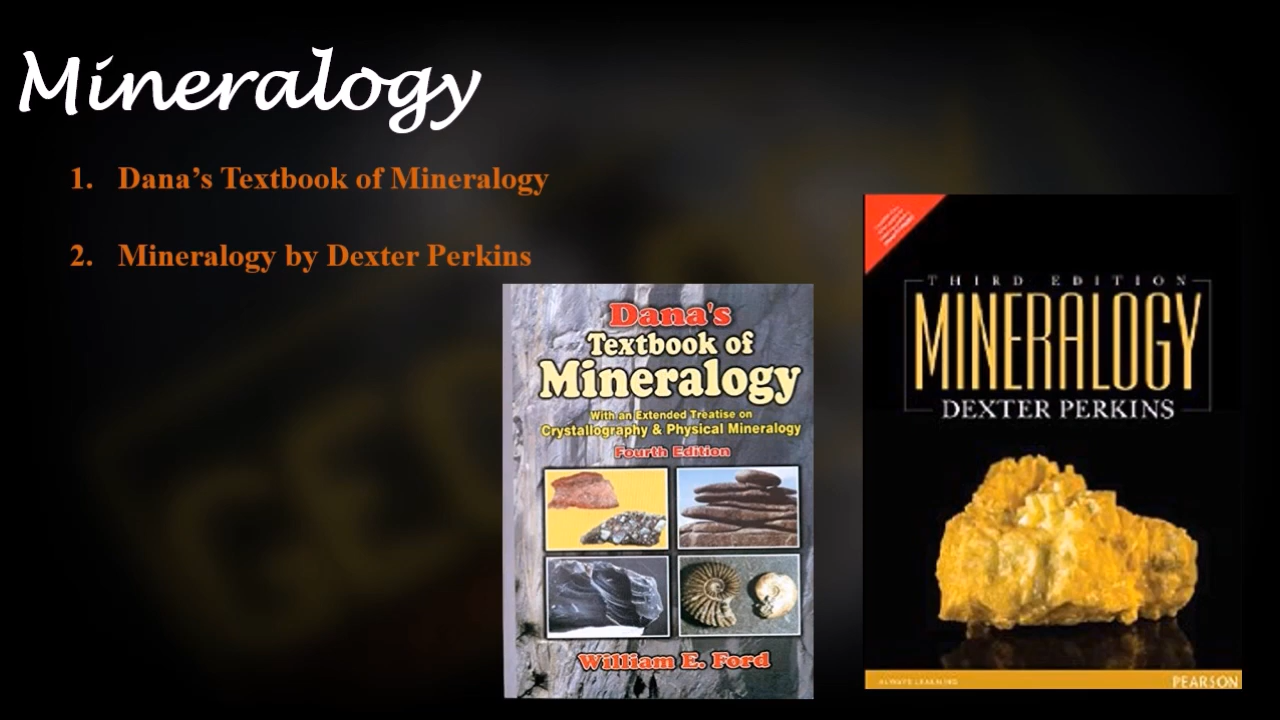 Mineralogy
1. Dana's Textbook of Mineralogy
2. Mineralogy by Dexter Perkins
Dana's
Textbook of
Mineralogy
With an Extended Treatise on
Crystallography & Physical Mineralogy
Fourth Edition
William E. Ford
THIRD EDITION
MINERALOGY
DEXTER PERKINS
ALWAYS LEARNING
PEARSON